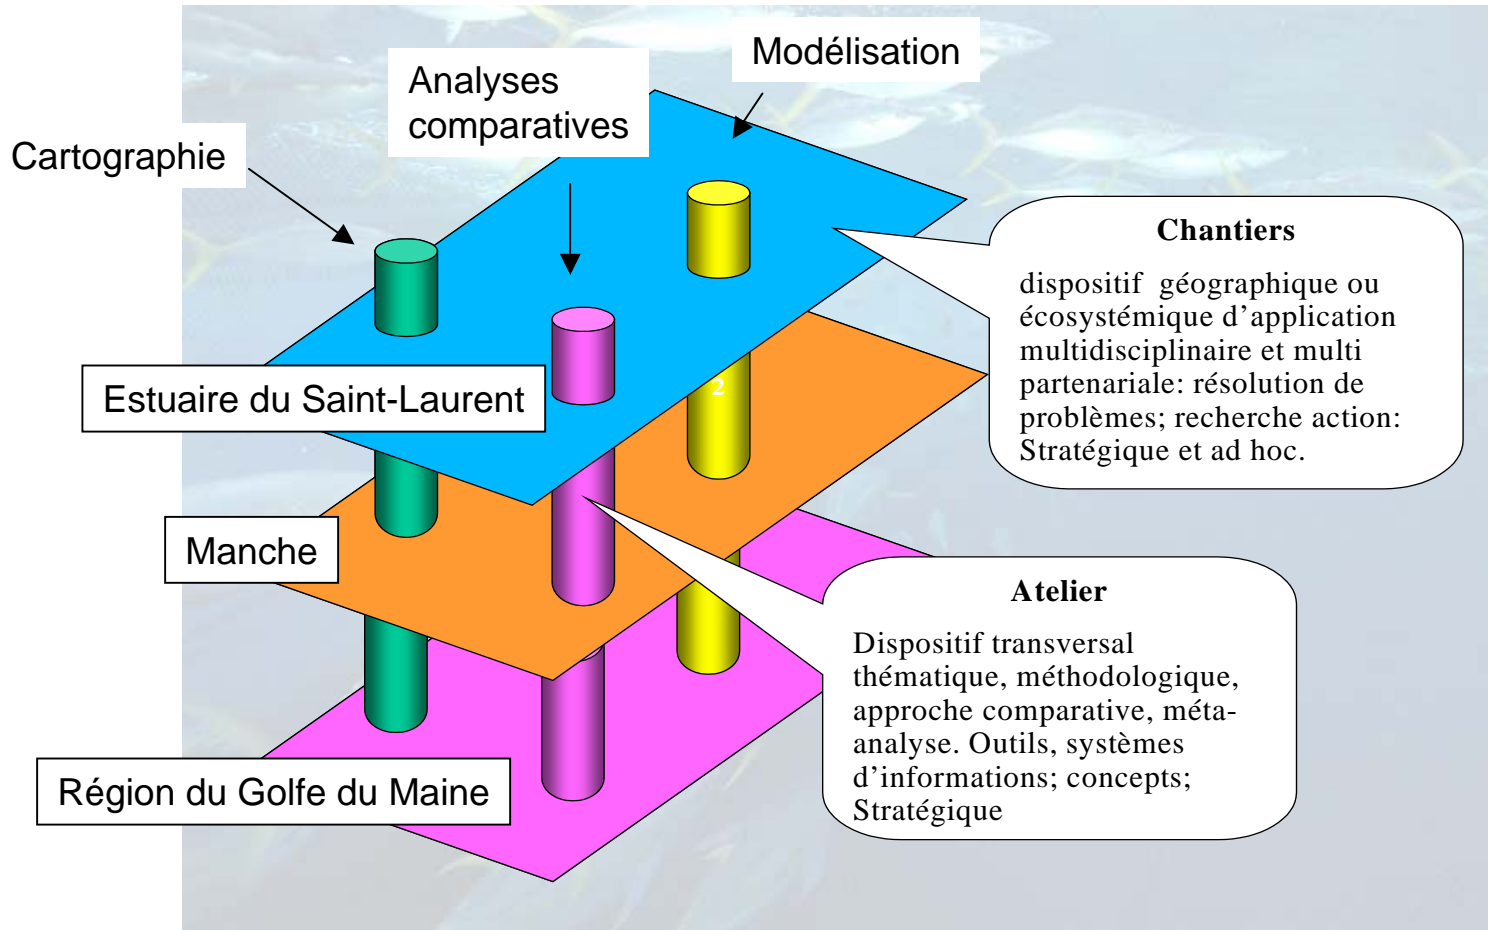 Modélisation
Analyses
comparatives
Cartographie
Chantiers
dispositif géographique ou
écosystémique d’application
multidisciplinaire et multi
partenariale: résolution de
problèmes; recherche action:
Stratégique et ad hoc.
Estuaire du Saint-Laurent
2
Manche
Atelier
Dispositif transversal
thématique, méthodologique,
approche comparative, méta-
analyse. Outils, systèmes
d’informations; concepts;
Stratégique
Région du Golfe du Maine